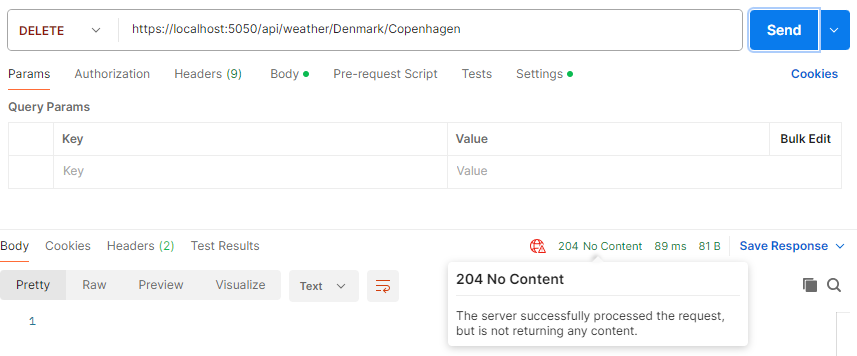 DELETE https://localhost:5050/api/weather/Denmark/Copenhagen Send
Params Authorization Headers (9) Body Pre-request Script Tests Settings Cookies
Query Params
Key Value Bulk Edit
Key Value
Body Cookies Headers (2) Test Results 204 No Content 89 ms 81 B Save Response
204 No Content
Pretty Raw Preview Visualize Text
The server successfully processed the request,
1
but is not returning any content.